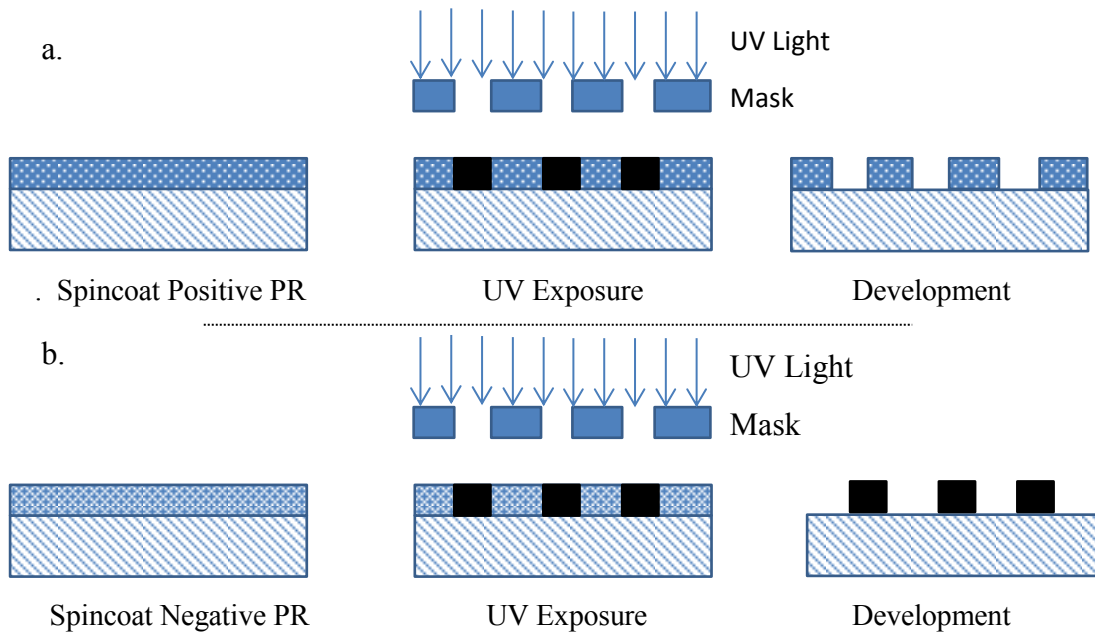 a.
UV Light
Mask
. Spincoat Positive PR
UV Exposure
Development
b.
UV Light
Mask
Spincoat Negative PR
UV Exposure
Development